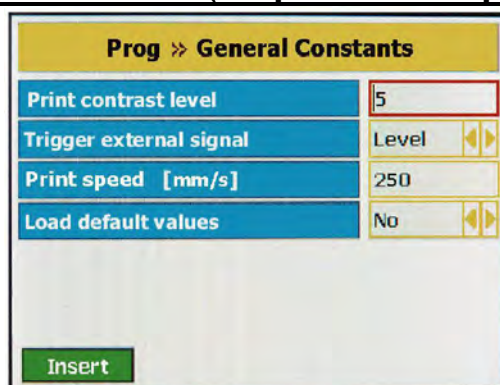 Prog » General Constants
Print contrast level 5
Trigger external signal Level
Print speed [mm/s] 250
Load default values No
Insert